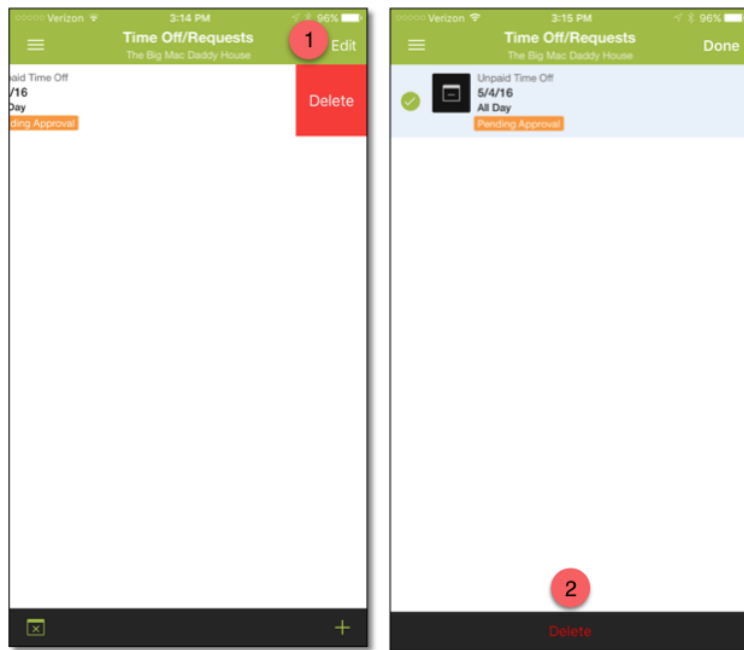 Verizon 3:14 PM 96%
Time Off/Requests
The Big Mac Daddy House
1
Edit
aid Time Off
/16
Day
ding Approval
Delete
Verizon 3:15 PM 96%
Time Off/Requests
The Big Mac Daddy House
Done
Unpaid Time Off
5/4/16
All Day
Pending Approval
2
Delete